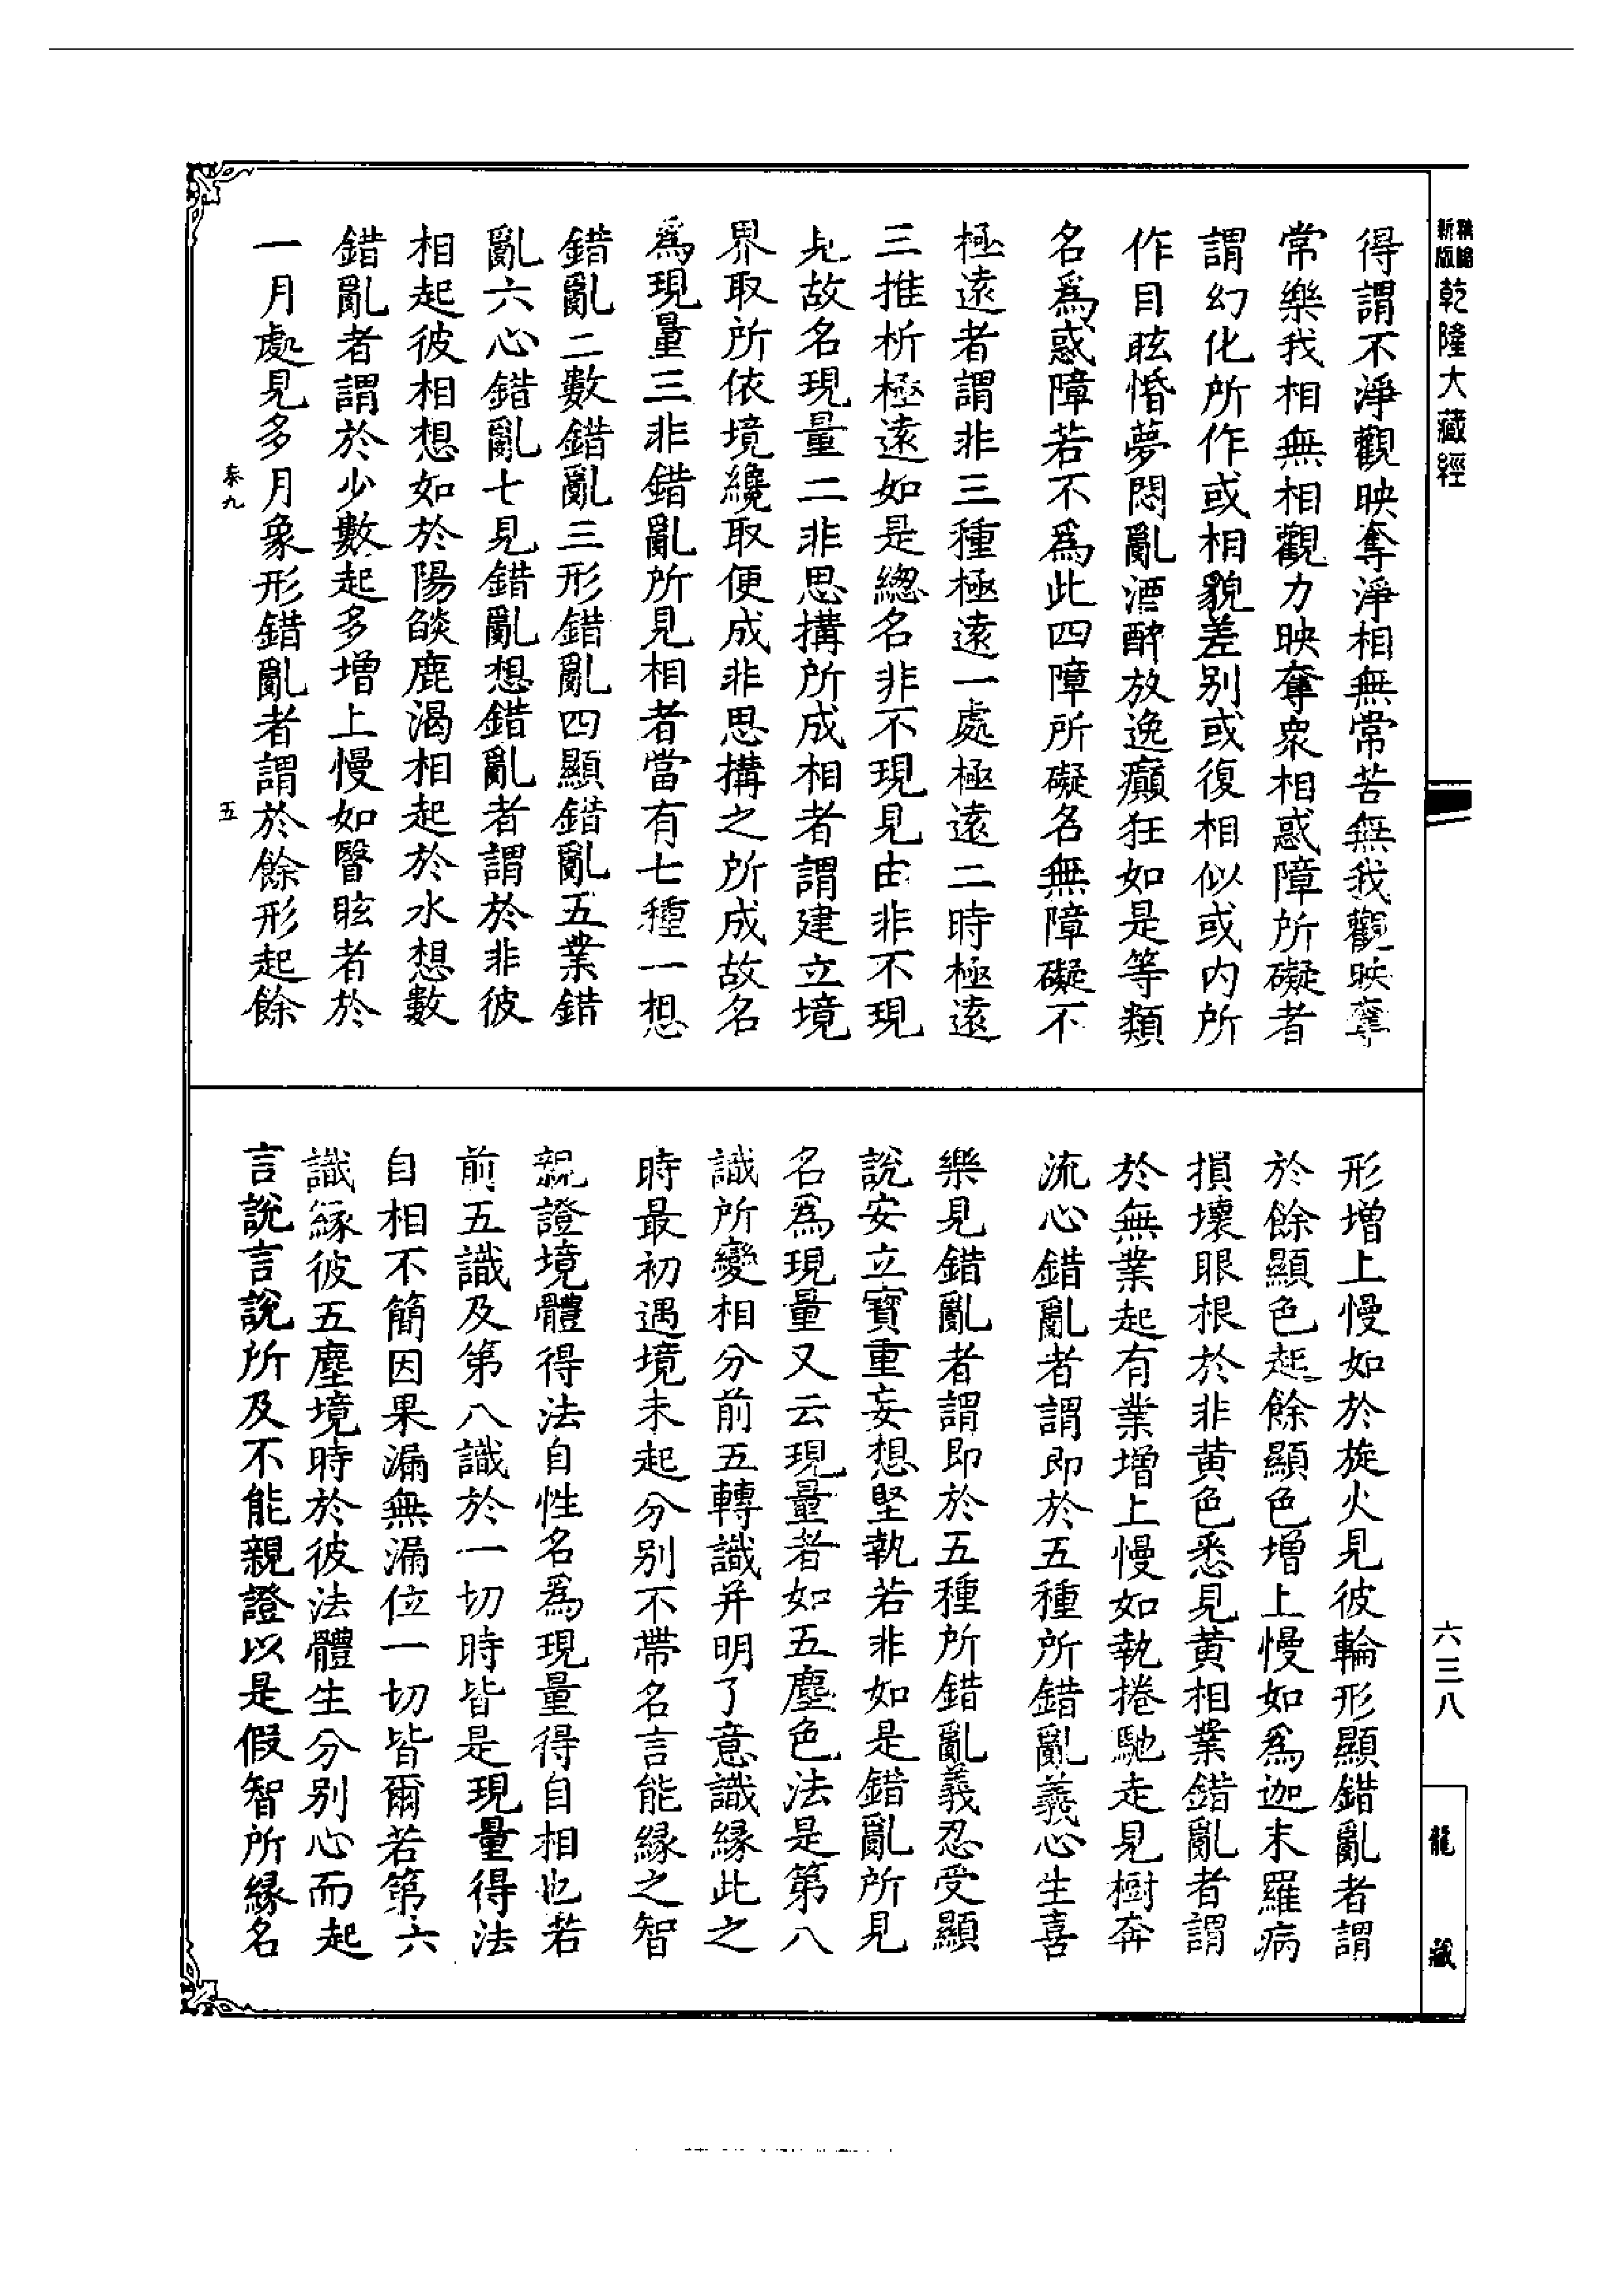 新版
乾隆大藏經
六三八
龍藏
得謂不淨觀映奪淨相無常苦無我觀映奪
常樂我相無相觀力映奪衆相惑障所礙者
謂幻化所作或相貌差别或復相似或内所
作目眩惛夢悶亂酒醉放逸癲狂如是等類
名爲惑障若不爲此四障所礙名無障礙不
極遠者謂非三種極遠一處極遠二時極遠
三推析極遠如是總名非不現見由非不現
見故名現量二非思搆所成相者謂建立境
界取所依境纔取便成非思搆之所成故名
爲現量三非錯亂所見相者當有七種一想
錯亂二數錯亂三形錯亂四顯錯亂五業錯
亂六心錯亂七見錯亂想錯亂者謂於非彼
相起彼相想如於陽燄鹿渴相起於水想數
錯亂者謂於少數起多增上慢如瞖眩者於
一月處見多月象形錯亂者謂於餘形起餘
五
形增上慢如於旋火見彼輪形顯錯亂者謂
於餘顯色起餘顯色增上慢如爲迦末羅病
損壞眼根於非黄色悉見黄相業錯亂者謂
於無業起有業增上慢如執捲馳走見樹奔
流心錯亂者謂即於五種所錯亂義心生喜
樂見錯亂者謂即於五種所錯亂義忍受顯
說安立寶重妄想堅執若非如是錯亂所見
名爲現量又云現量者如五塵色法是第八
識所變相分前五轉識并明了意識緣此之
時最初遇境未起分别不帶名言能緣之智
親證境體得法自性名爲現量得自相也若
前五識及第八識於一切時皆是現量得法
自相不簡因果漏無漏位一切皆爾若第六
識緣彼五塵境時於彼法體生分别心而起
言說言說所及不能親證以是假智所緣名